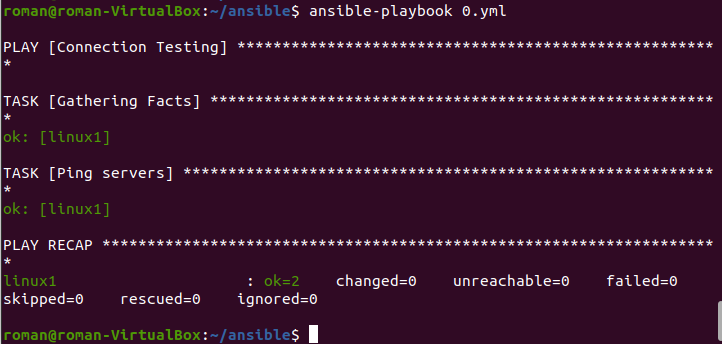 roman@roman-VirtualBox:~/ansible$ ansible-playbook 0.yml
PLAY [Connection Testing] *****************************************************
*
TASK [Gathering Facts] ********************************************************
*
ok: [linux1]
TASK [Ping servers] ***********************************************************
*
ok: [linux1]
PLAY RECAP ********************************************************************
*
linux1                     : ok=2    changed=0    unreachable=0    failed=0
skipped=0    rescued=0    ignored=0
roman@roman-VirtualBox:~/ansible$